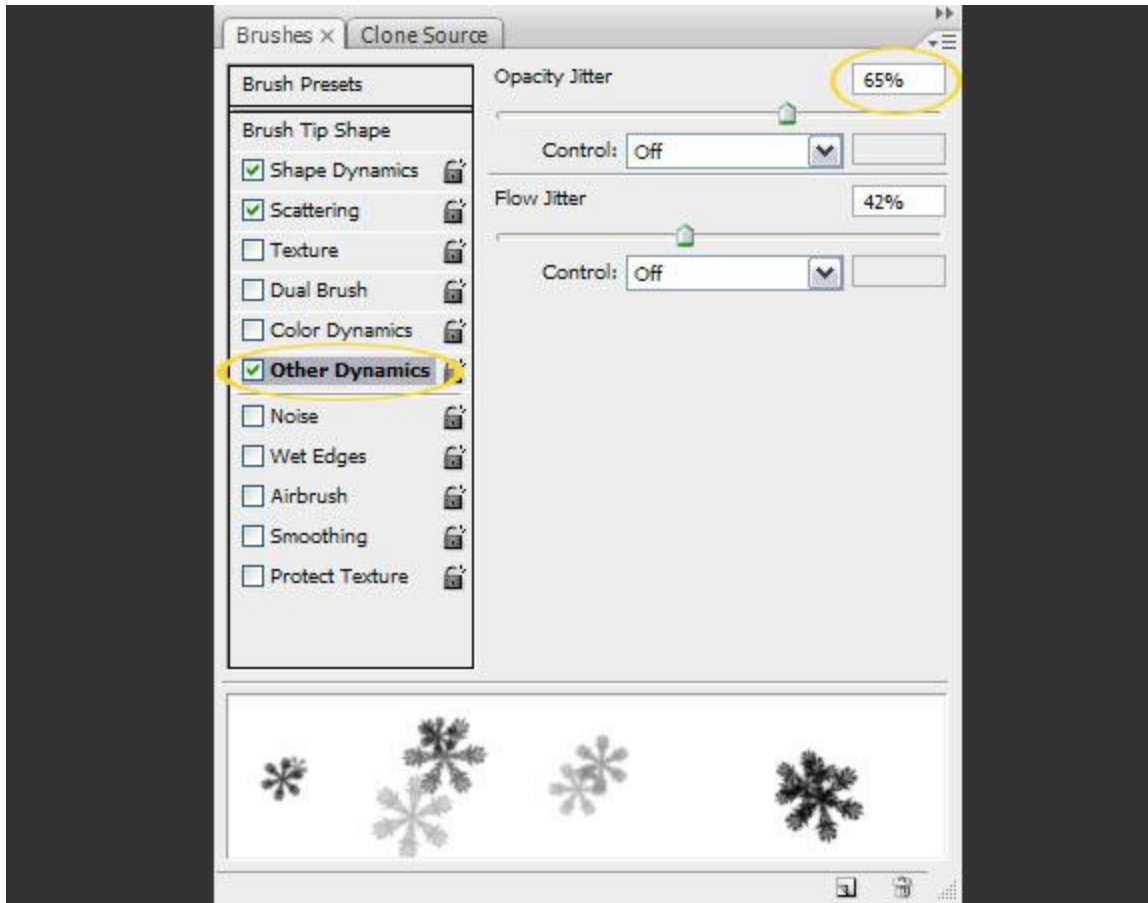 Brushes × Clone Source
Brush Presets
Brush Tip Shape
Shape Dynamics
Scattering
Texture
Dual Brush
Color Dynamics
Other Dynamics
Noise
Wet Edges
Airbrush
Smoothing
Protect Texture
Opacity Jitter 65%
Control: Off
Flow Jitter 42%
Control: Off